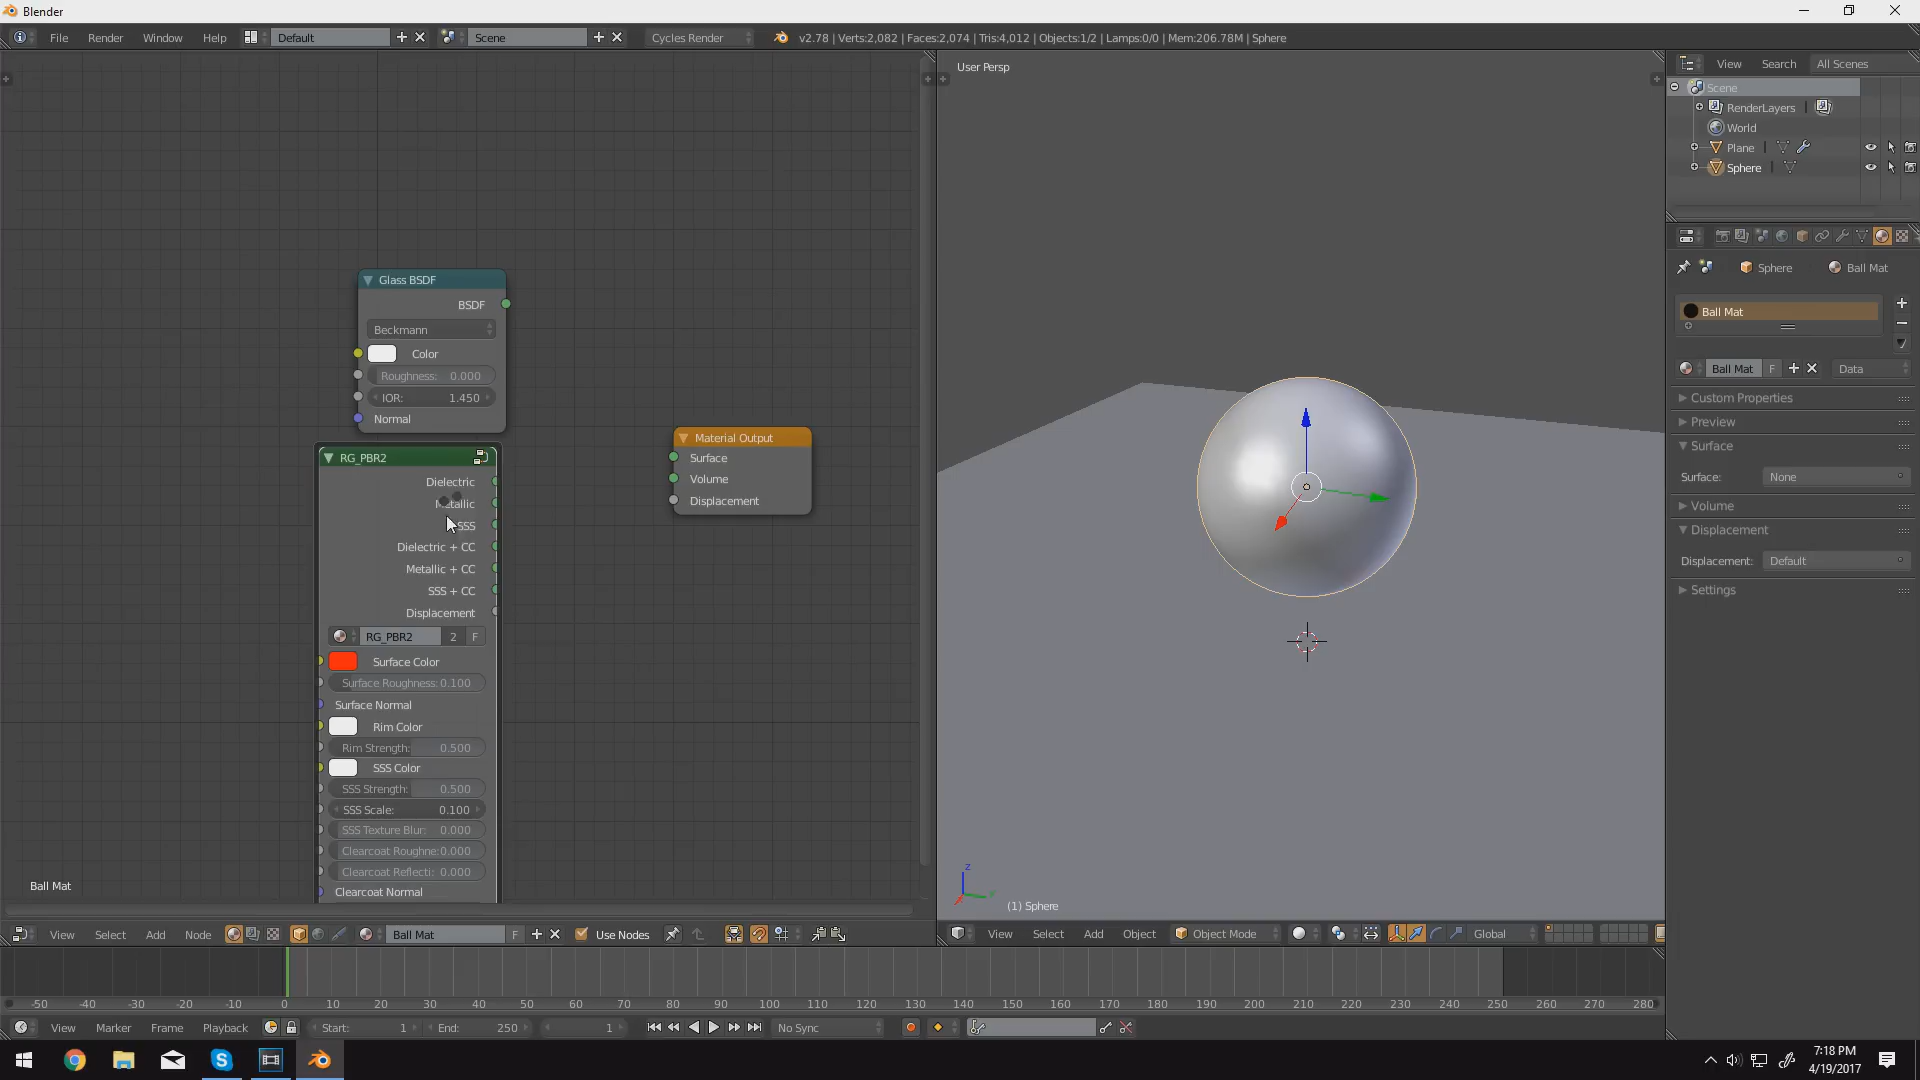 Blender
File Render Window Help Default Scene Cycles Render v2.78 | Verts:2,082 | Faces:2,074 | Tris:4,012 | Objects:1/2 | Lamps:0/0 | Mem:206.78M | Sphere
User Persp
View Search All Scenes
Scene
RenderLayers |
World
Plane |
Sphere |
Sphere Ball Mat
Ball Mat
Ball Mat F Data
Custom Properties
Preview
Surface
Surface:
Volume
Displacement
Displacement: Default
Settings
Glass BSDF
BSDF
Beckmann
Color
Roughness: 0.000
IOR: 1.450
Normal
RG_PBR2
Dielectric
Metallic
SSS
Dielectric + CC
Metallic + CC
SSS + CC
Displacement
RG_PBR2 2 F
Surface Color
Surface Roughness: 0.100
Surface Normal
Rim Color
Rim Strength: 0.500
SSS Color
SSS Strength: 0.500
SSS Scale: 0.100
SSS Texture Blur: 0.000
Clearcoat Roughne: 0.000
Clearcoat Reflecti: 0.000
Clearcoat Normal
Material Output
Surface
Volume
Displacement
Ball Mat
z
(1) Sphere
View Select Add Node Ball Mat F Use Nodes
View Select Add Object Object Mode Global
-50 -40 -30 -20 -10 0 10 20 30 40 50 60 70 80 90 100 110 120 130 140 150 160 170 180 190 200 210 220 230 240 250 260 270 280
View Marker Frame Playback Start: 1 End: 250 1 No Sync
7:18 PM
4/19/2017